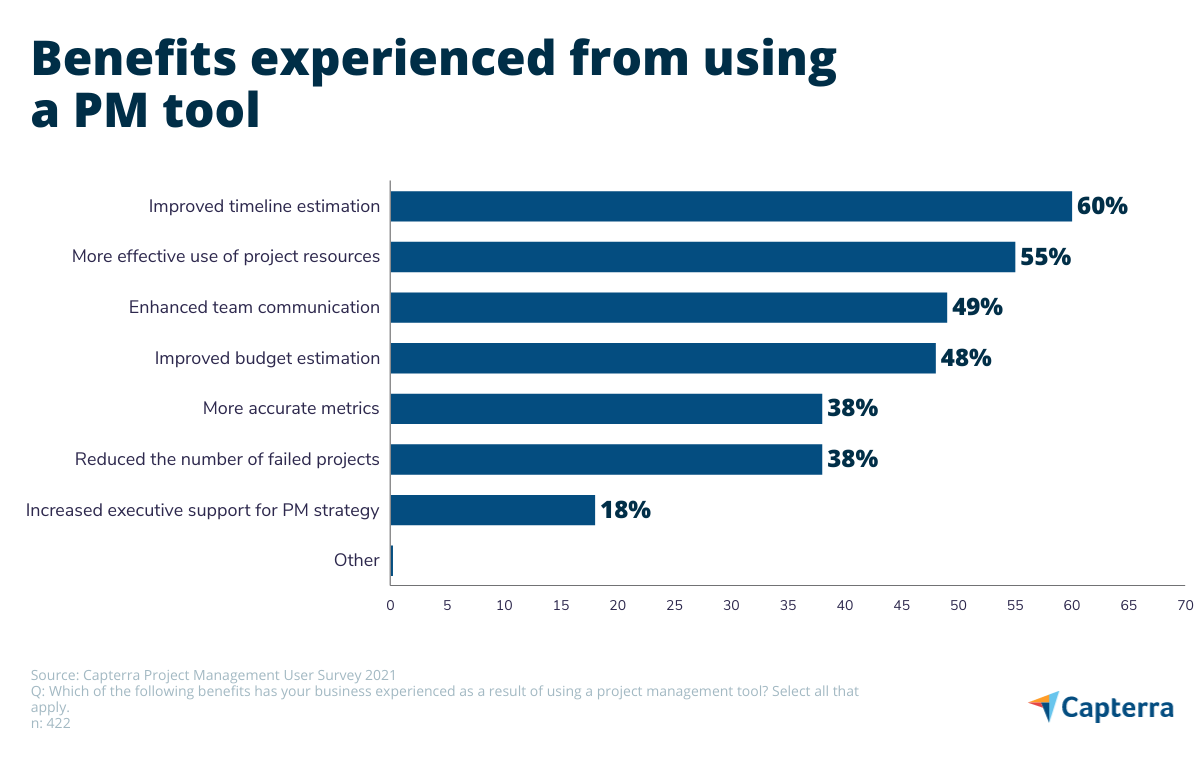 Benefits experienced from using
a PM tool
Improved timeline estimation 60%
More effective use of project resources 55%
Enhanced team communication 49%
Improved budget estimation 48%
More accurate metrics 38%
Reduced the number of failed projects 38%
Increased executive support for PM strategy 18%
Other
0 5 10 15 20 25 30 35 40 45 50 55 60 65 70
Source: Capterra Project Management User Survey 2021
Q: Which of the following benefits has your business experienced as a result of using a project management tool? Select all that
apply.
n: 422
Capterra